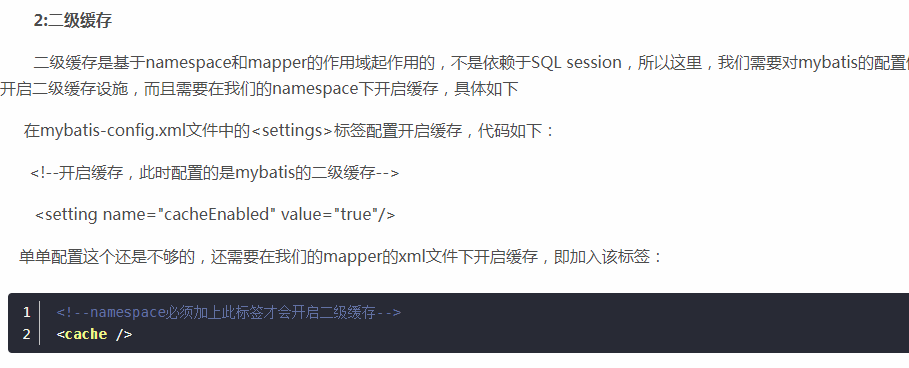 2:二级缓存
二级缓存是基于namespace和mapper的作用域起作用的，不是依赖于SQL session，所以这里，我们需要对mybatis的配置
开启二级缓存设施，而且需要在我们的namespace下开启缓存，具体如下
在mybatis-config.xml文件中的<settings>标签配置开启缓存，代码如下：
<!--开启缓存，此时配置的是mybatis的二级缓存-->
<setting name="cacheEnabled" value="true"/>
单单配置这个还是不够的，还需要在我们的mapper的xml文件下开启缓存，即加入该标签：
1 <!--namespace必须加上此标签才会开启二级缓存-->
2 <cache />